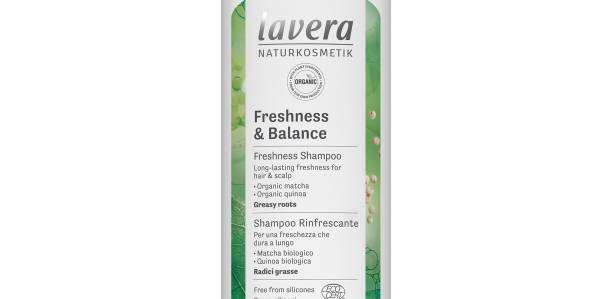 lavera
NATURKOSMETIK
ORGANIC
Freshness
& Balance
Freshness Shampoo
Long-lasting freshness for
hair & scalp
• Organic matcha
• Organic quinoa
Greasy roots
Shampoo Rinfrescante
Per una freschezza che
dura a lungo
• Matcha biologico
• Quinoa biologica
Radici grasse
Free from silicones
ECO
CERT